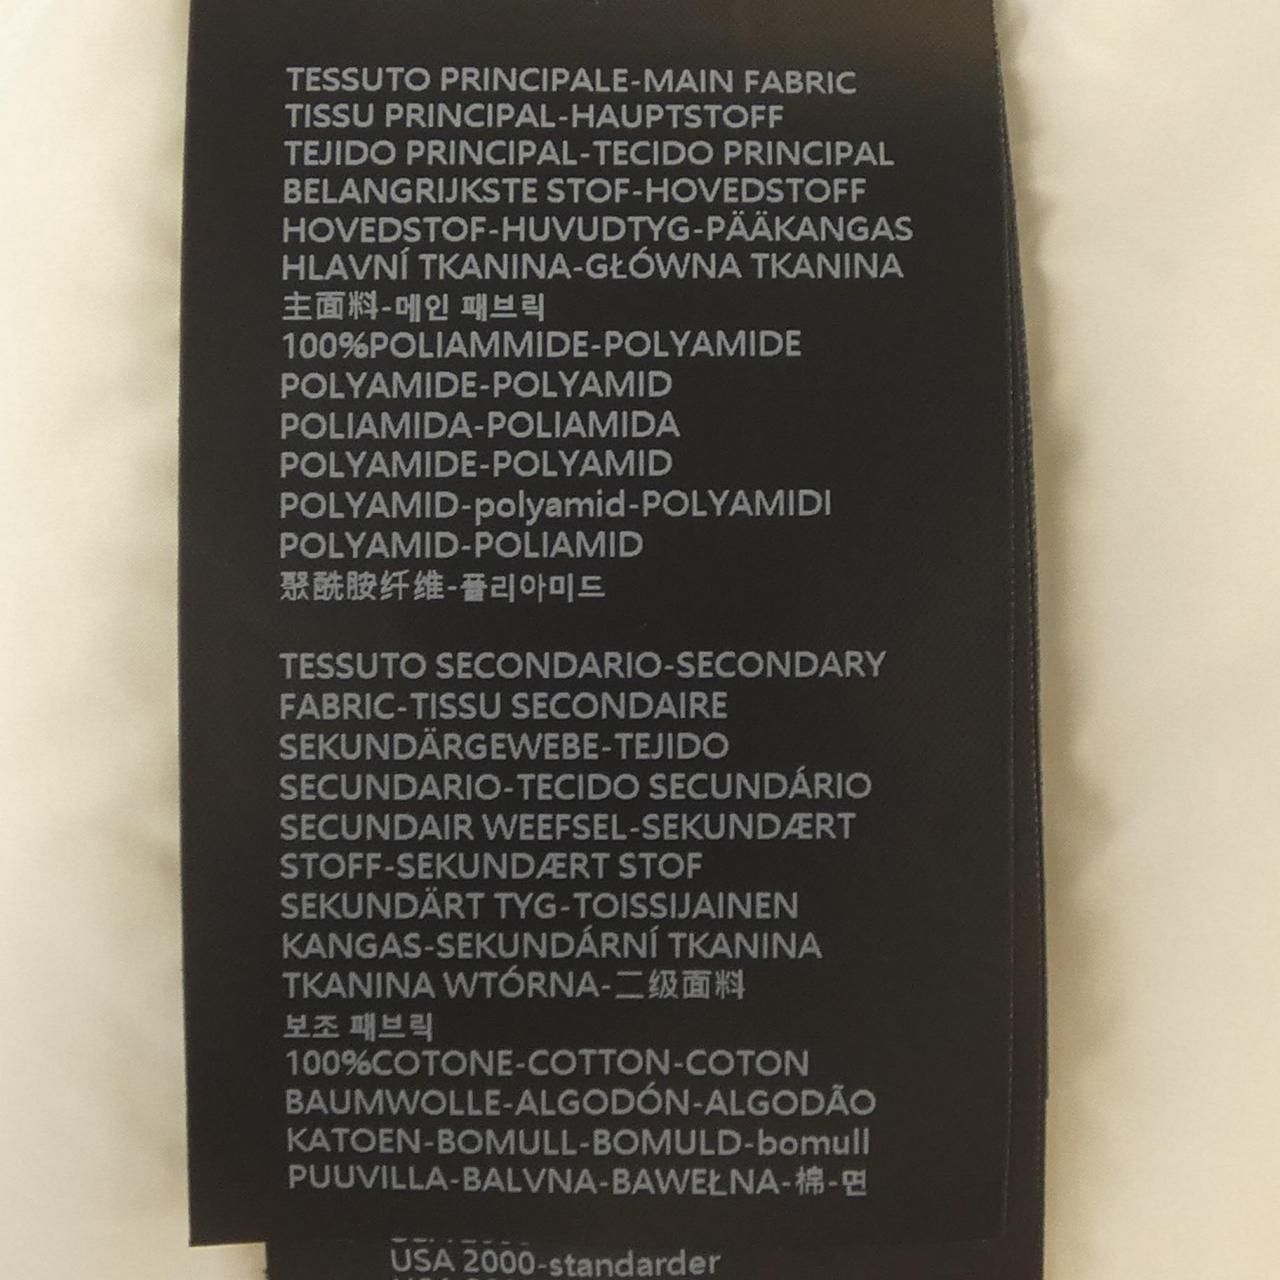 TESSUTO PRINCIPALE-MAIN FABRIC
TISSU PRINCIPAL-HAUPTSTOFF
TEJIDO PRINCIPAL-TECIDO PRINCIPAL
BELANGRIJKSTE STOF-HOVEDSTOFF
HOVEDSTOF-HUVUDTYG-PÄÄKANGAS
HLAVNÍ TKANINA-GŁÓWNA TKANINA
主面料-메인 패브릭
100%POLIAMMIDE-POLYAMIDE
POLYAMIDE-POLYAMID
POLIAMIDA-POLIAMIDA
POLYAMIDE-POLYAMID
POLYAMID-polyamid-POLYAMIDI
POLYAMID-POLIAMID
聚酰胺纤维-폴리아미드
TESSUTO SECONDARIO-SECONDARY
FABRIC-TISSU SECONDAIRE
SEKUNDÄRGEWEBE-TEJIDO
SECUNDARIO-TECIDO SECUNDÁRIO
SECUNDAIR WEEFSEL-SEKUNDÆRT
STOFF-SEKUNDÆRT STOF
SEKUNDÄRT TYG-TOISSIJAINEN
KANGAS-SEKUNDÁRNÍ TKANINA
TKANINA WTÓRNA-二级面料
보조 패브릭
100%COTONE-COTTON-COTON
BAUMWOLLE-ALGODÓN-ALGODÃO
KATOEN-BOMULL-BOMULD-bomull
PUUVILLA-BALVNA-BAWEŁNA-棉-면
USA 2000-standarder